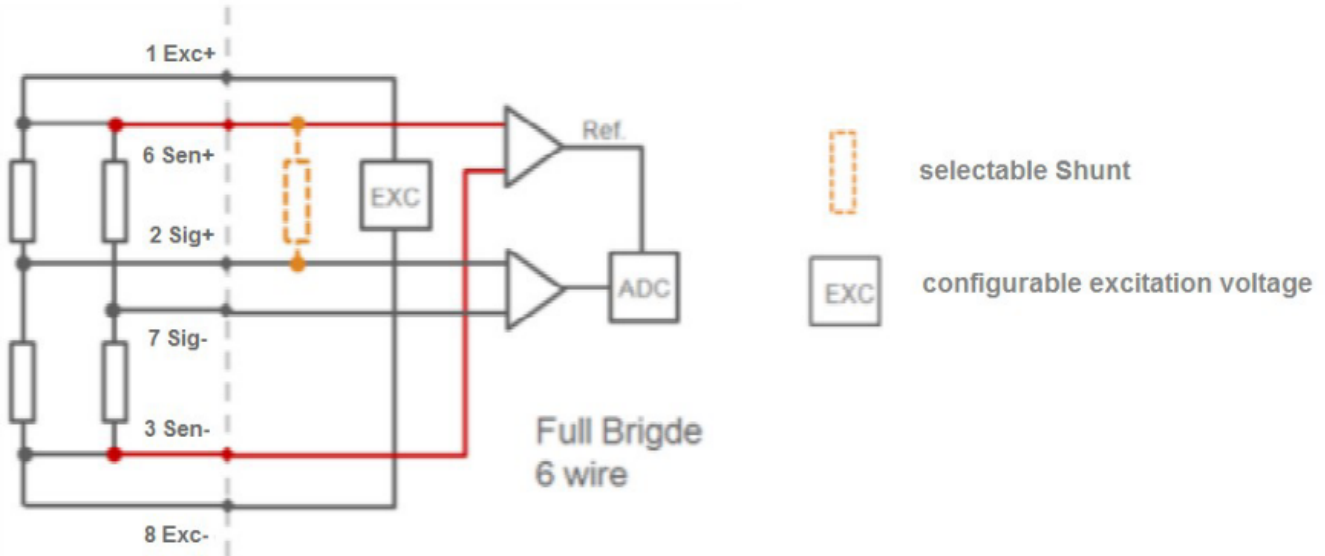 1 Exc+
6 Sen+
2 Sig+
7 Sig-
3 Sen-
8 Exc-
EXC
Ref.
ADC
Full Brigde
6 wire
selectable Shunt
EXC
configurable excitation voltage